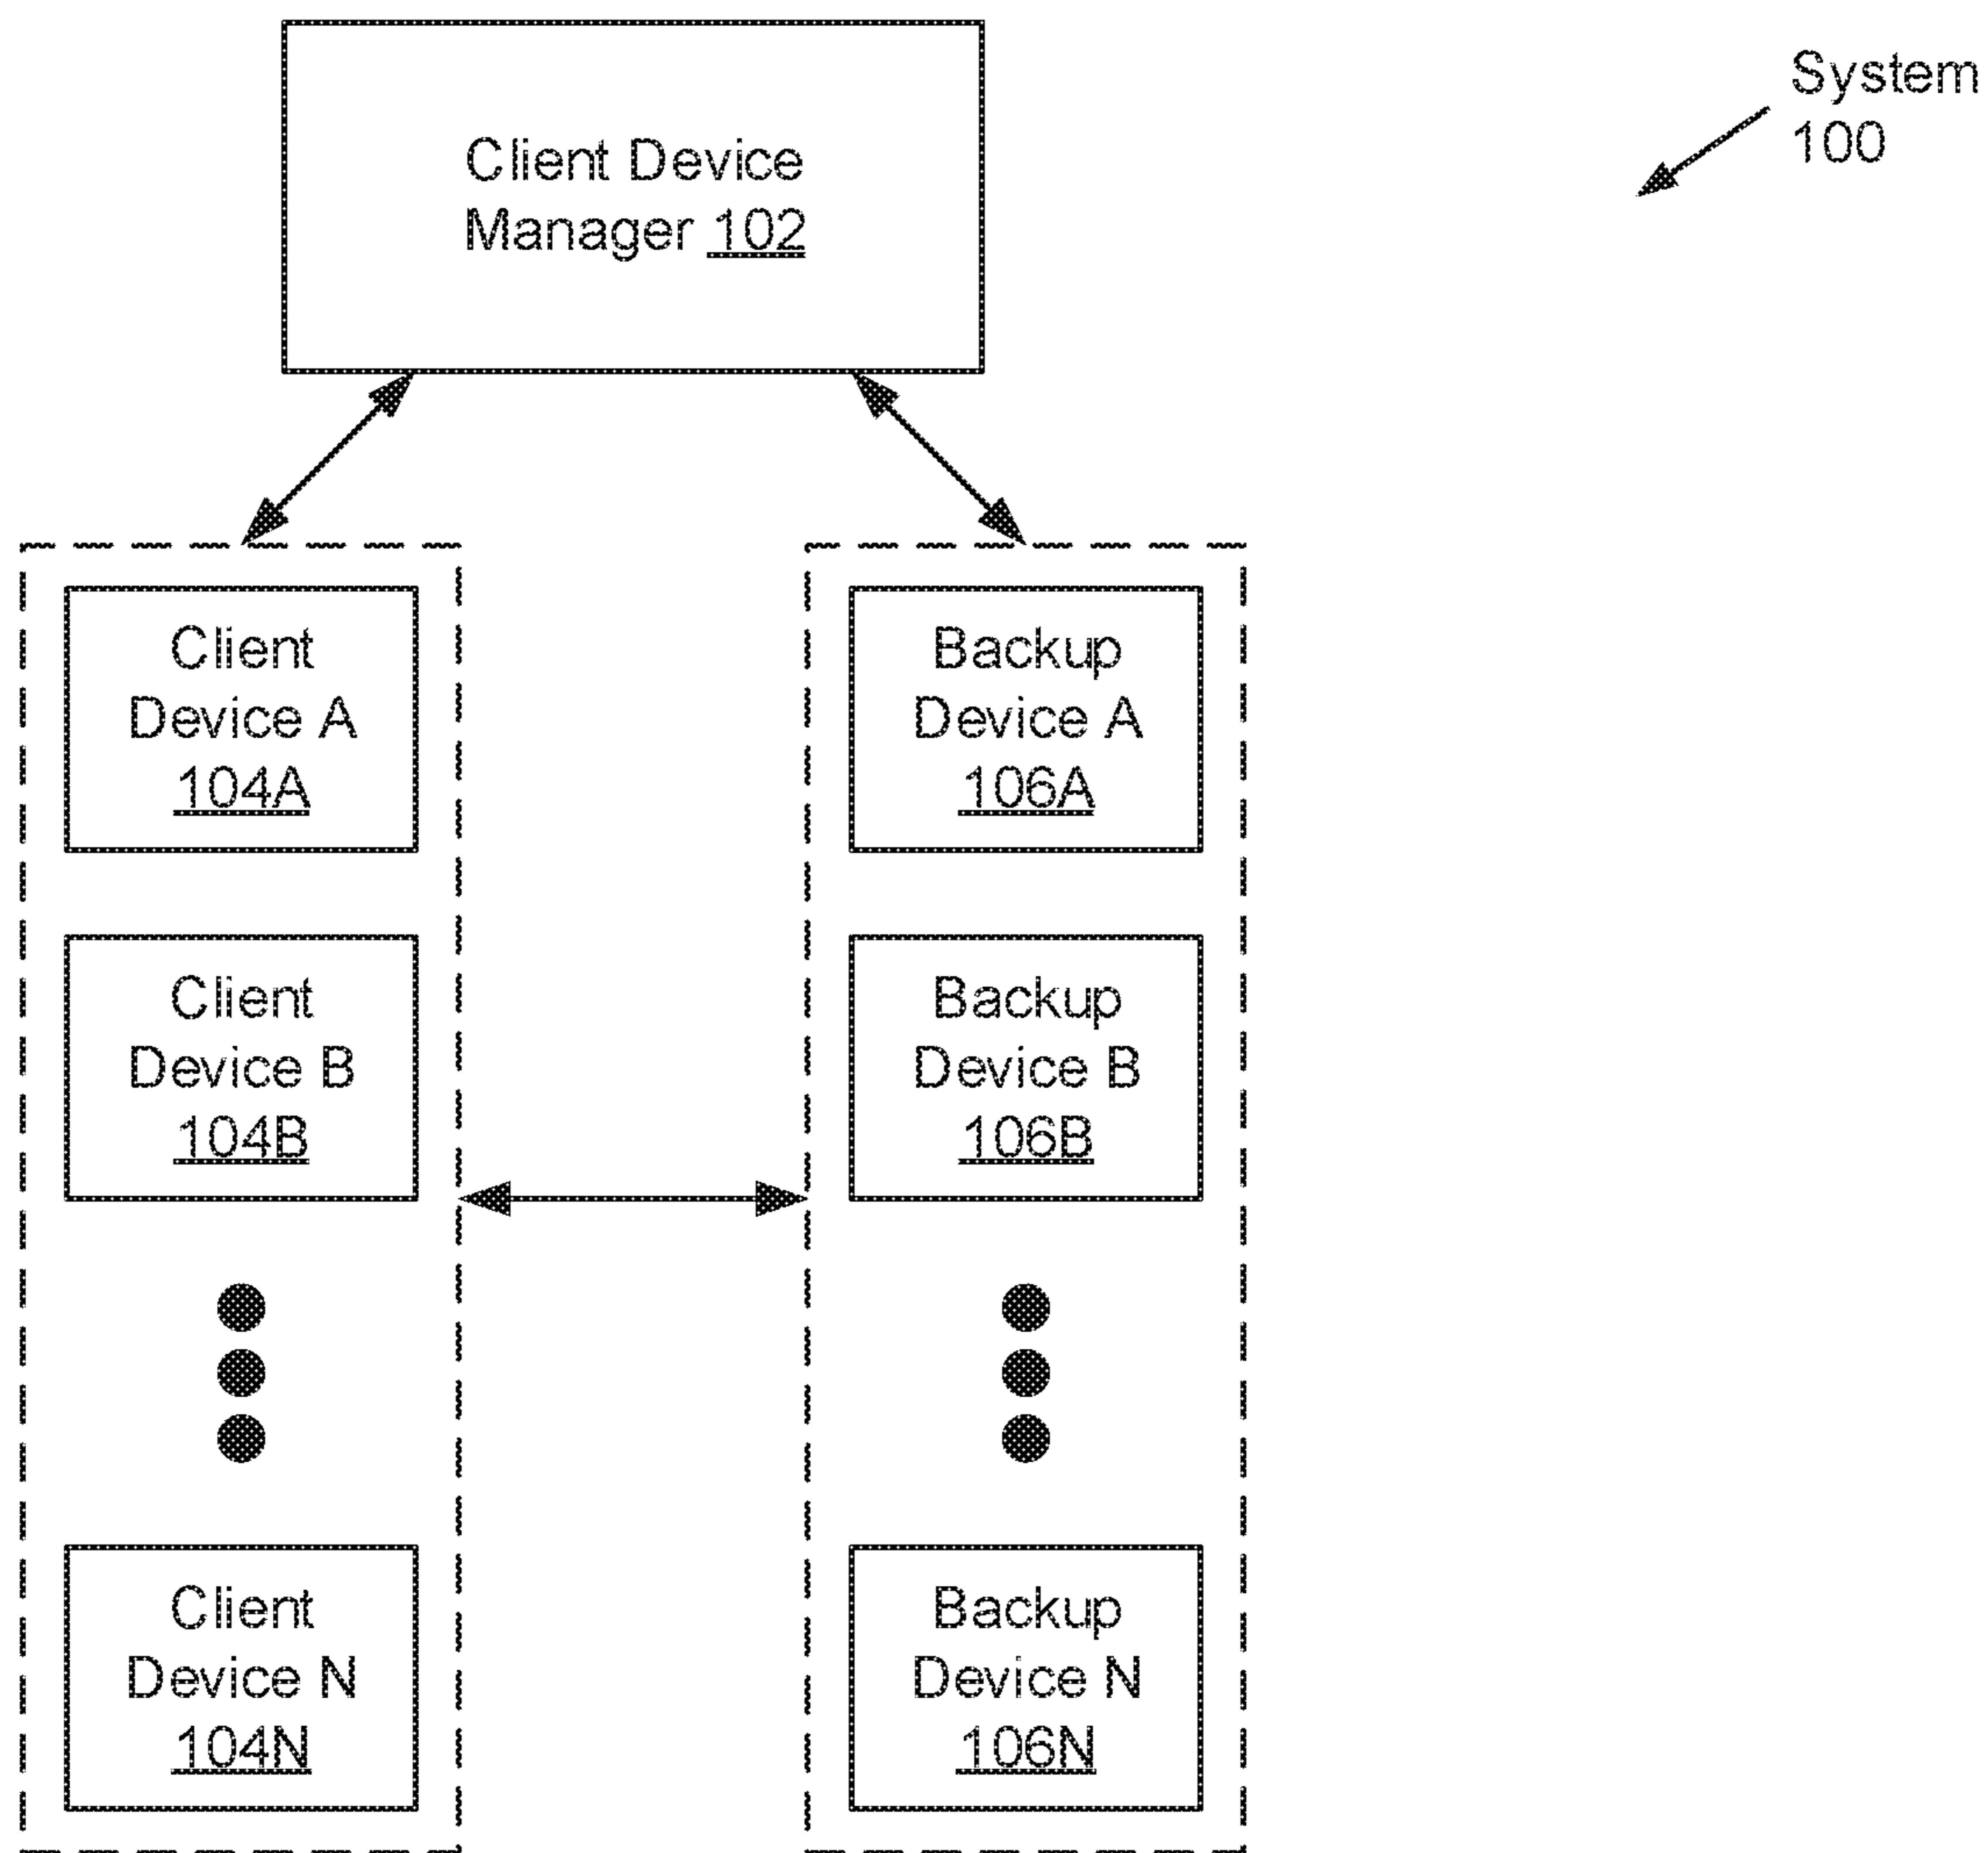 System
100
Client Device
Manager 102
Client
Device A
104A
Client
Device B
104B
Client
Device N
104N
Backup
Device A
106A
Backup
Device B
106B
Backup
Device N
106N